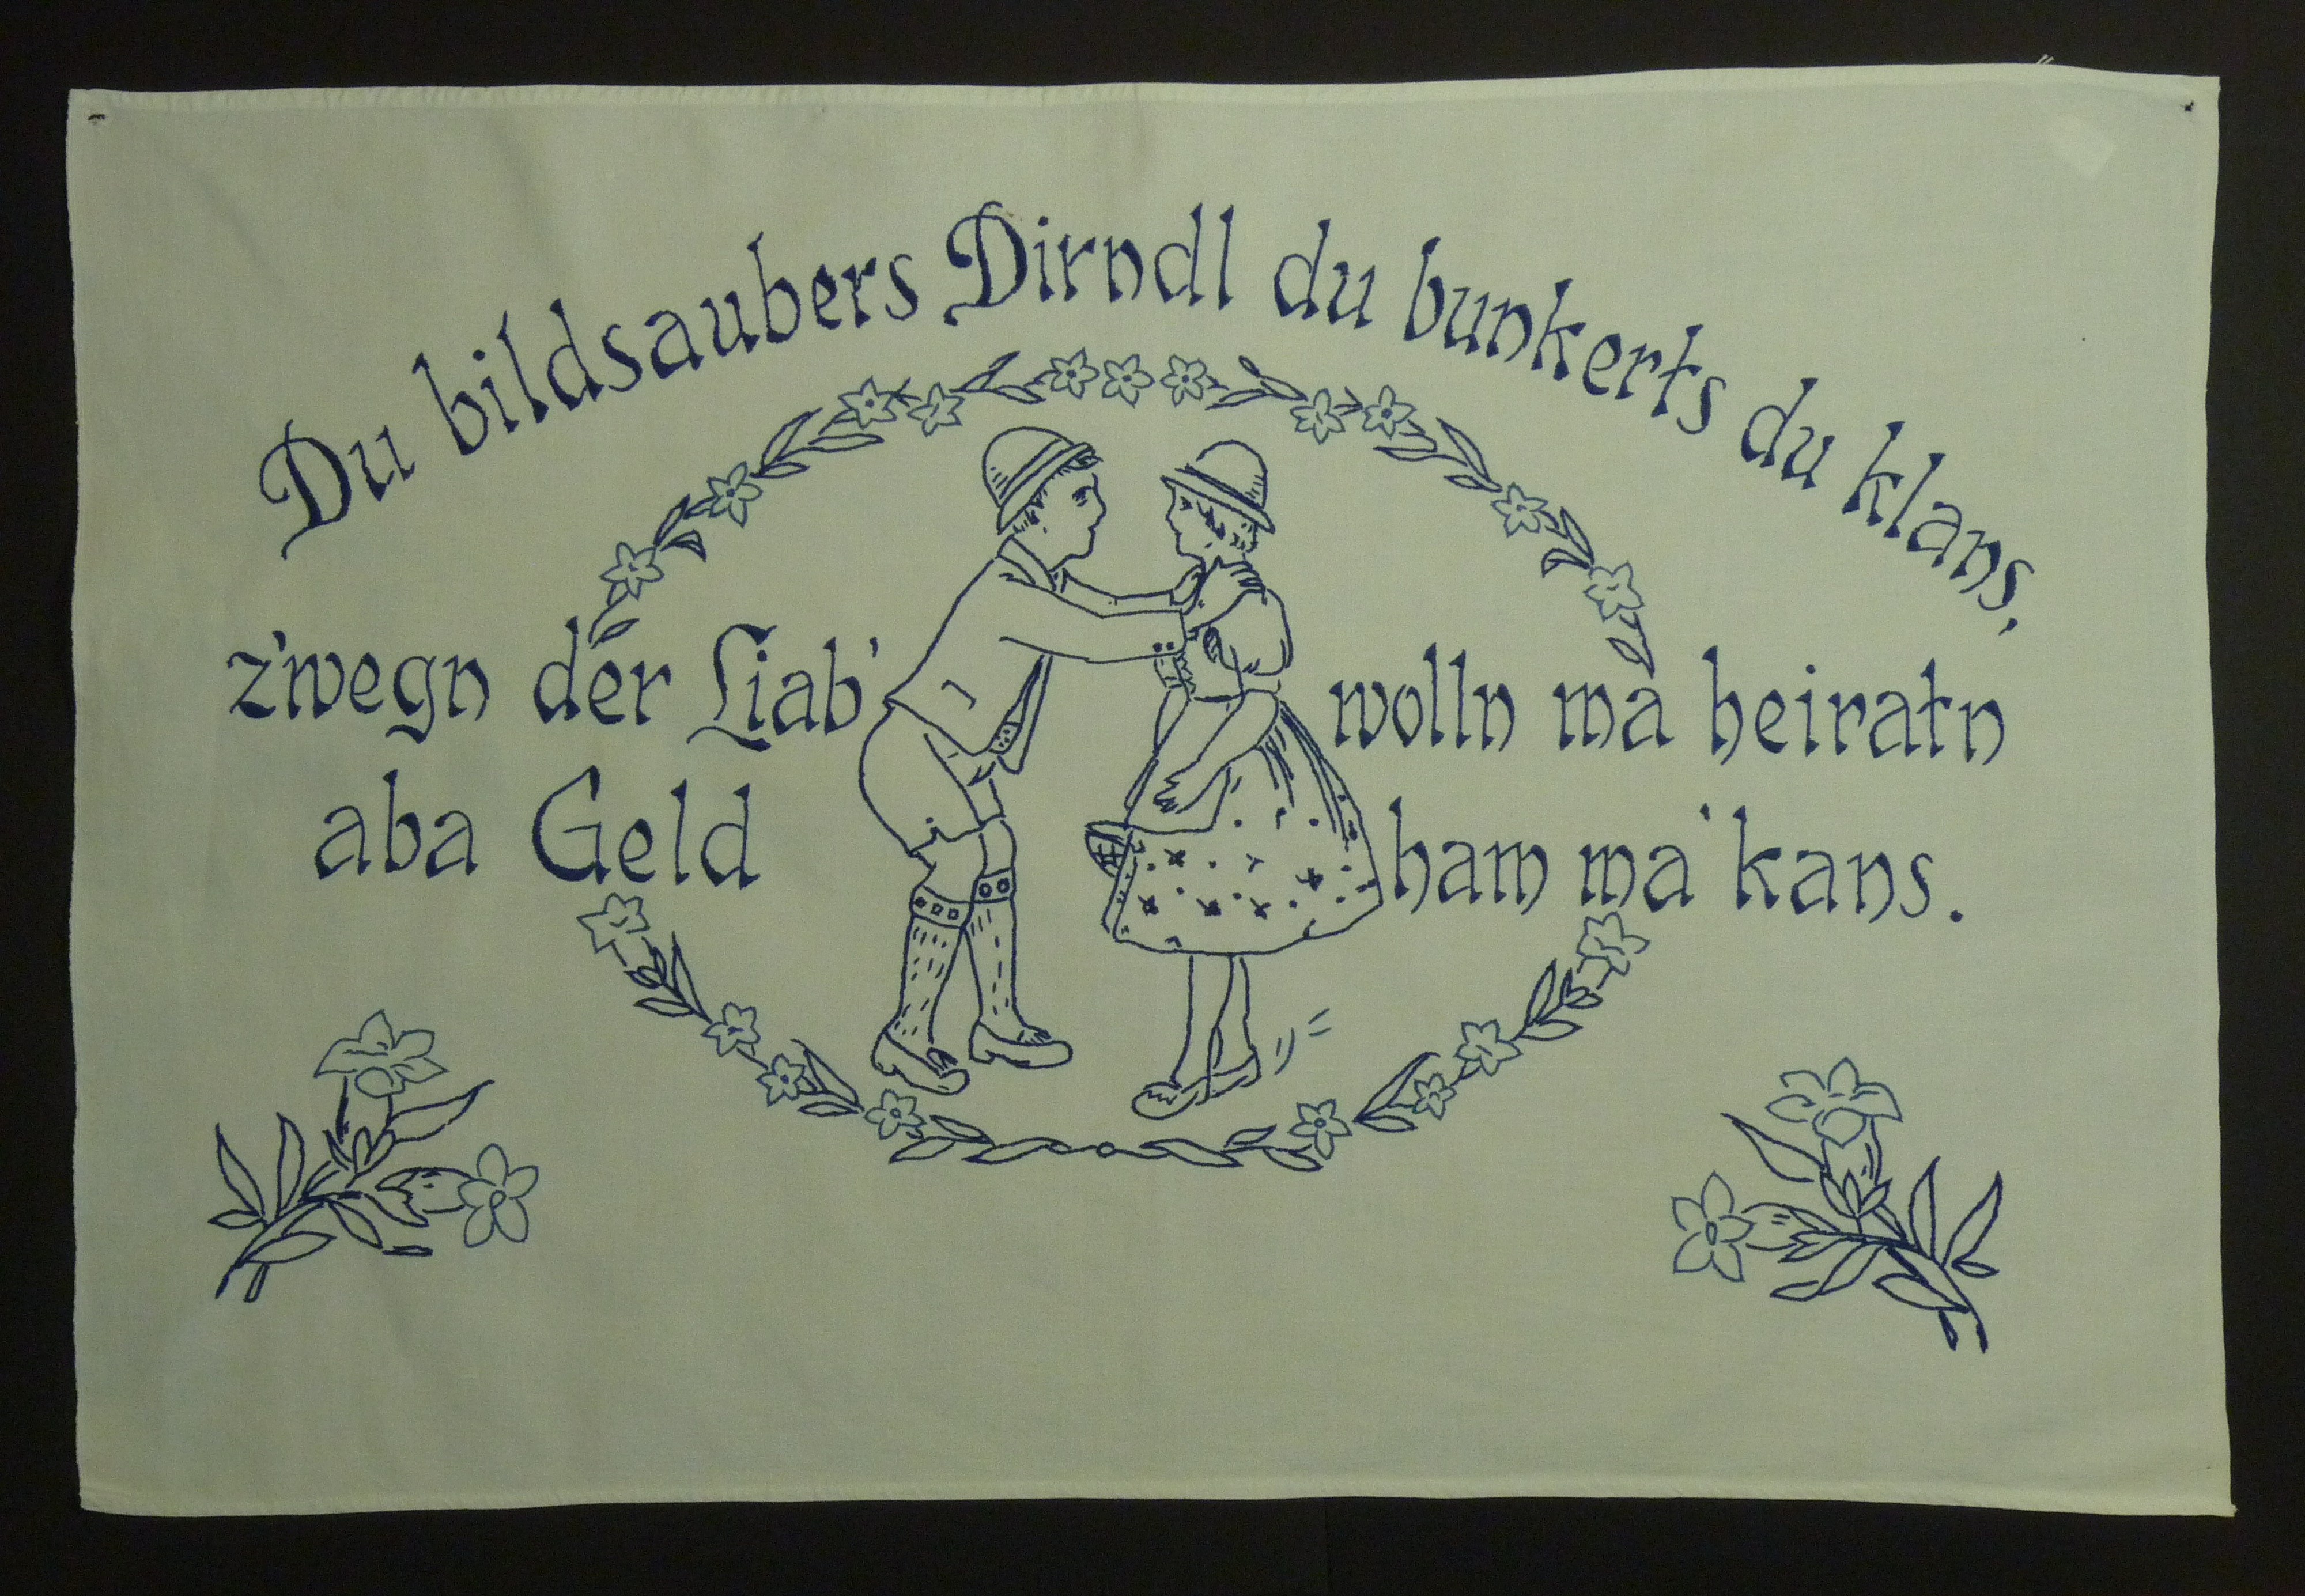 Du bildsaubers Dirndl du bunkerts du klans,
z'wegn der Liab' wolln ma heiratn
aba Geld ham ma' kans.